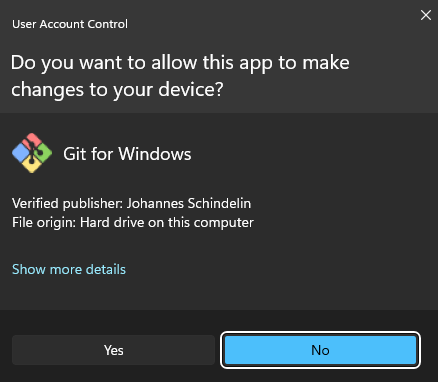 User Account Control
Do you want to allow this app to make
changes to your device?
Git for Windows
Verified publisher: Johannes Schindelin
File origin: Hard drive on this computer
Show more details
Yes
No